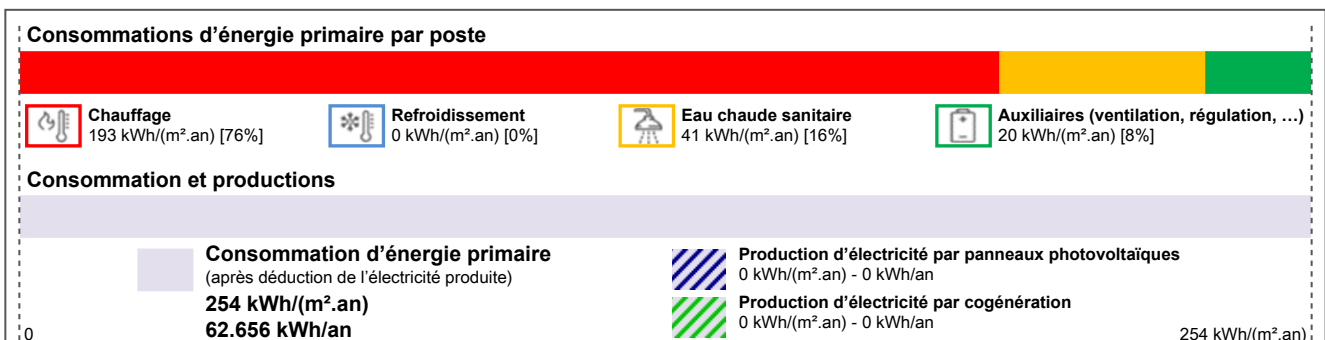 Consommations d'énergie primaire par poste
Chauffage
193 kWh/(m².an) [76%]
Refroidissement
0 kWh/(m².an) [0%]
Eau chaude sanitaire
41 kWh/(m².an) [16%]
Auxiliaires (ventilation, régulation, …)
20 kWh/(m².an) [8%]
Consommation et productions
Consommation d'énergie primaire
(après déduction de l'électricité produite)
254 kWh/(m².an)
62.656 kWh/an
Production d'électricité par panneaux photovoltaïques
0 kWh/(m².an) - 0 kWh/an
Production d'électricité par cogénération
0 kWh/(m².an) - 0 kWh/an
0
254 kWh/(m².an)